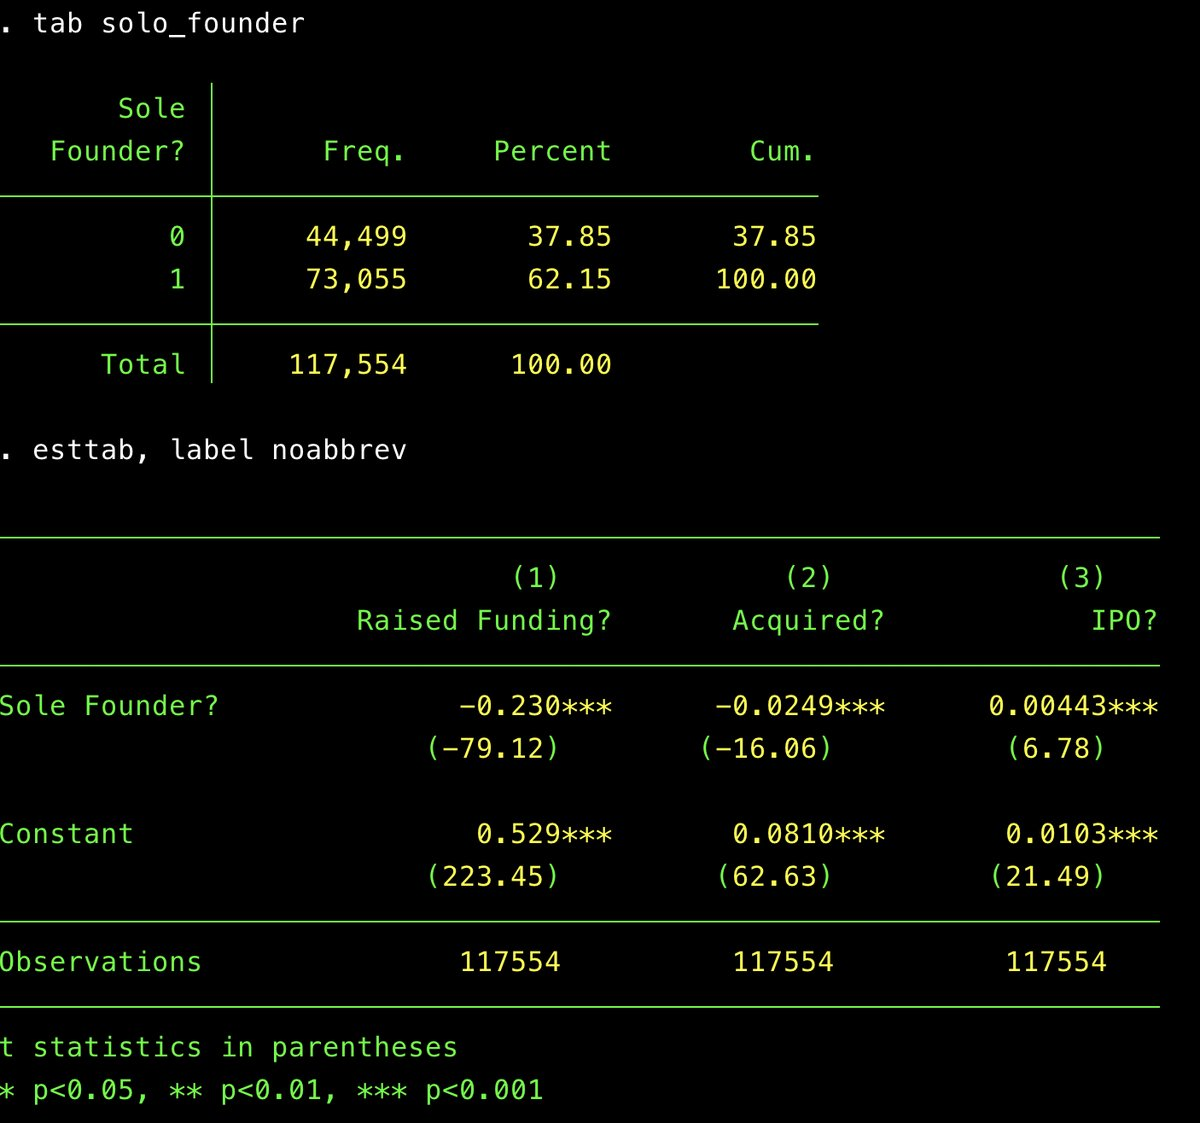 . tab solo_founder
Sole
Founder? Freq. Percent Cum.
0 44,499 37.85 37.85
1 73,055 62.15 100.00
Total 117,554 100.00
. esttab, label noabbrev
(1) (2) (3)
Raised Funding? Acquired? IPO?
Sole Founder? -0.230*** -0.0249*** 0.00443***
(-79.12) (-16.06) (6.78)
Constant 0.529*** 0.0810*** 0.0103***
(223.45) (62.63) (21.49)
Observations 117554 117554 117554
t statistics in parentheses
* p<0.05, ** p<0.01, *** p<0.001